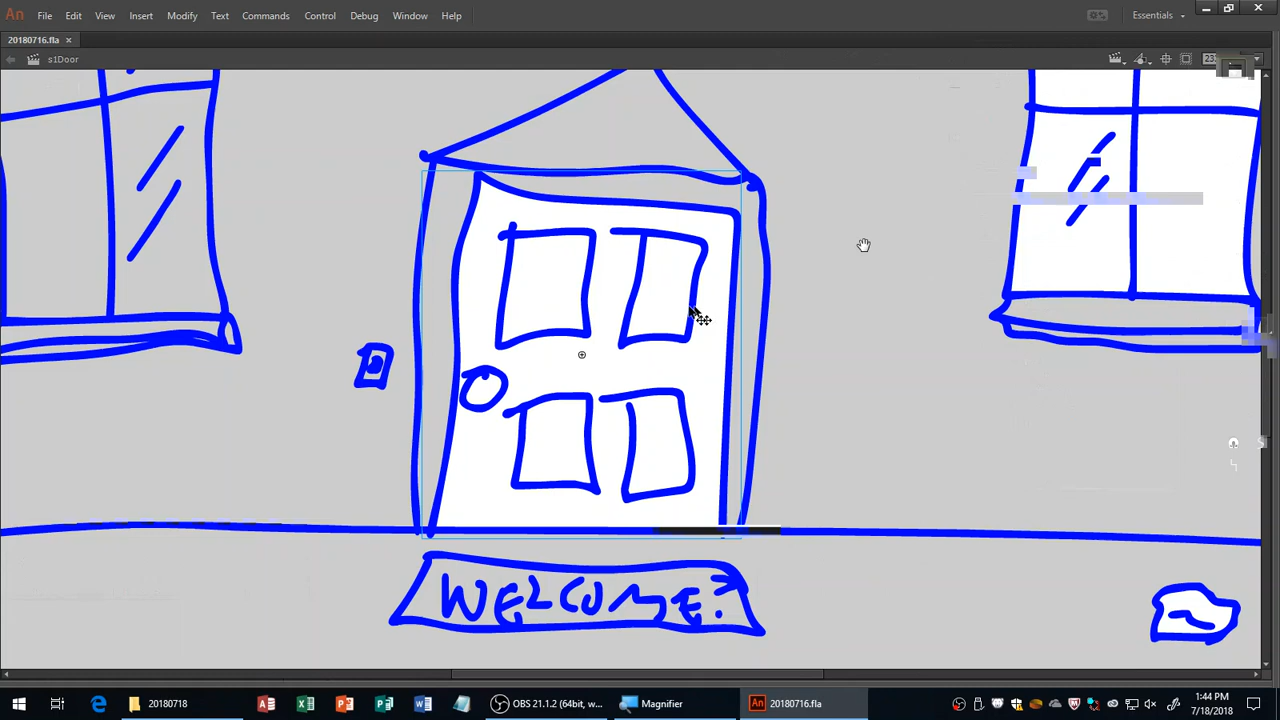 An File Edit View Insert Modify Text Commands Control Debug Window Help Essentials
20180716.fla ×
s1Door
WELCOME?
20180718 OBS 21.1.2 (64bit, w... Magnifier An 20180716.fla
1:44 PM
7/18/2018